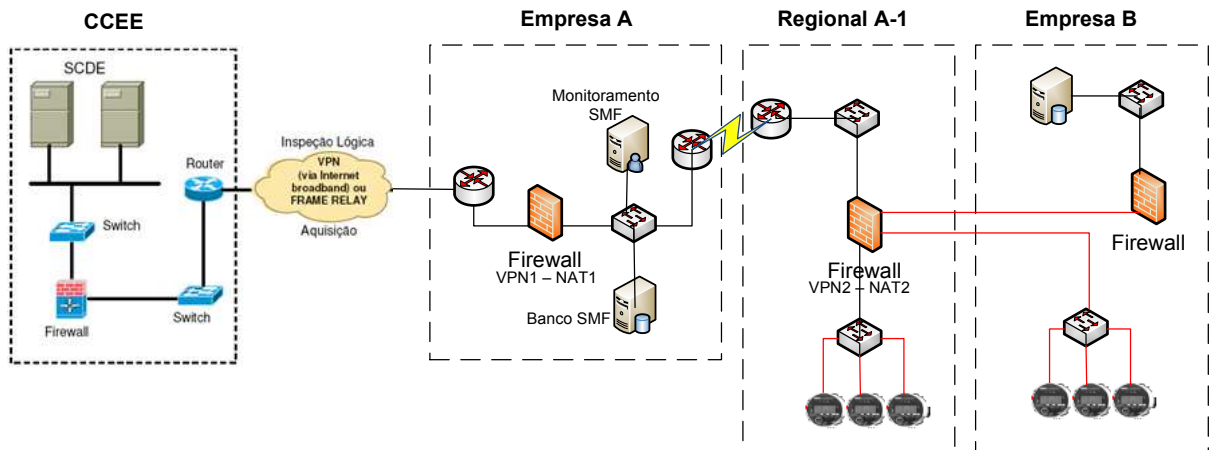 CCEE
SCDE
Router
Switch
Firewall
Switch
Inspeção Lógica
VPN
(via Internet
broadband) ou
FRAME RELAY
Aquisição
Empresa A
Monitoramento
SMF
Firewall
VPN1 – NAT1
Banco SMF
Regional A-1
Firewall
VPN2 – NAT2
Empresa B
Firewall